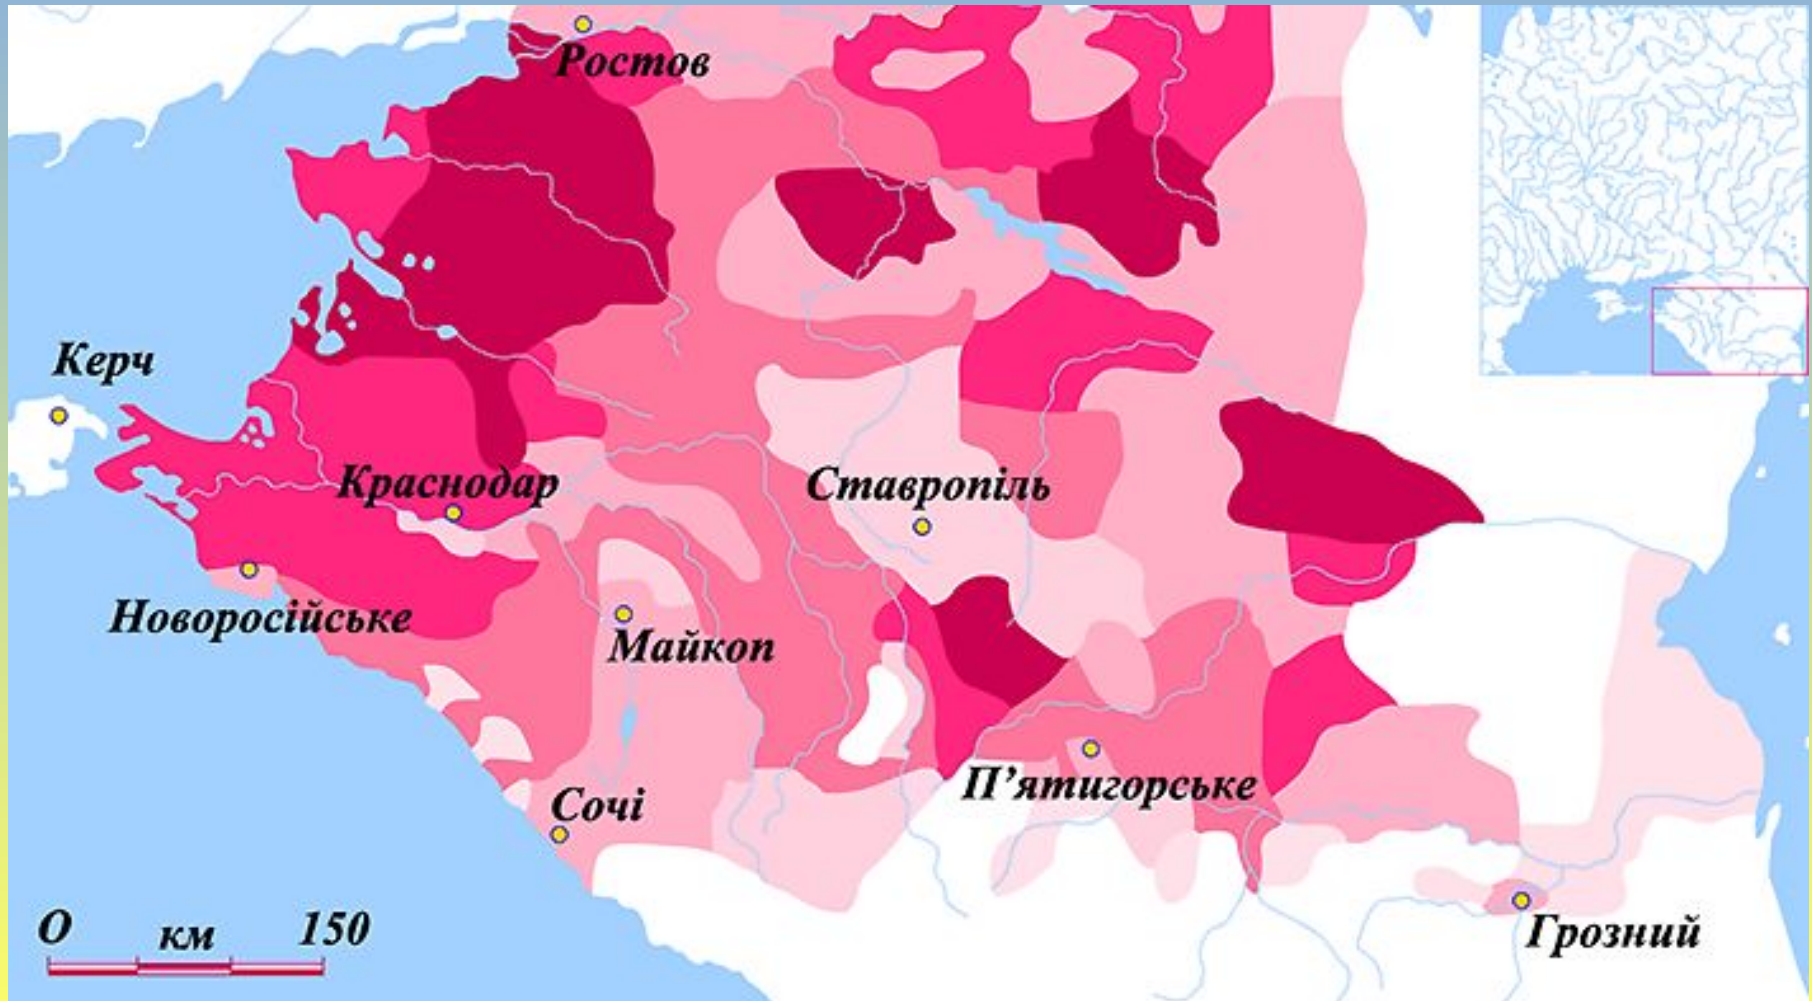 Ростов
Керч
Краснодар
Ставропіль
Новоросійське
Майкоп
П’ятигорське
Сочі
О км 150
Грозний